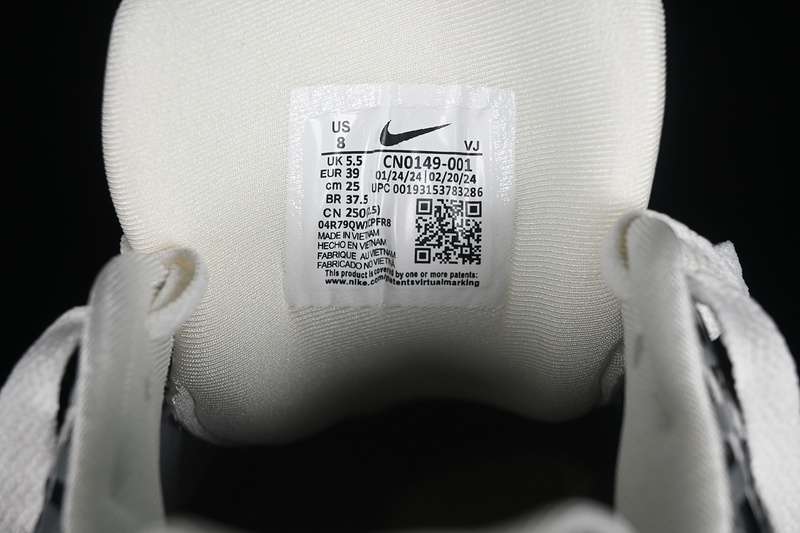 US
8
VJ
UK 5.5
EUR 39
cm 25
BR 37.5
CN 250(2.5)
CN0149-001
01/24/24 02/20/24
UPC 00193153783286
MADE IN VIETNAM
HECHO EN VIETNAM
FABRIQUE AU VIETNAM
FABRICADO NO VIETNÃ
This product is covered by one or more patents:
www.nike.com/patentsvirtualmarking